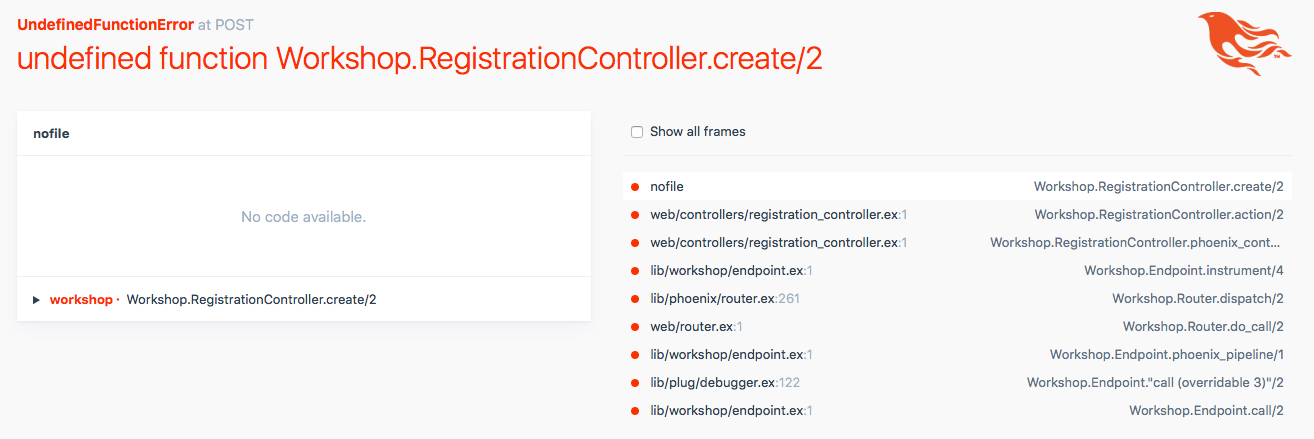 UndefinedFunctionError at POST
undefined function Workshop.RegistrationController.create/2
nofile
No code available.
workshop · Workshop.RegistrationController.create/2
Show all frames
nofile Workshop.RegistrationController.create/2
web/controllers/registration_controller.ex:1 Workshop.RegistrationController.action/2
web/controllers/registration_controller.ex:1 Workshop.RegistrationController.phoenix_cont...
lib/workshop/endpoint.ex:1 Workshop.Endpoint.instrument/4
lib/phoenix/router.ex:261 Workshop.Router.dispatch/2
web/router.ex:1 Workshop.Router.do_call/2
lib/workshop/endpoint.ex:1 Workshop.Endpoint.phoenix_pipeline/1
lib/plug/debugger.ex:122 Workshop.Endpoint."call (overridable 3)"/2
lib/workshop/endpoint.ex:1 Workshop.Endpoint.call/2